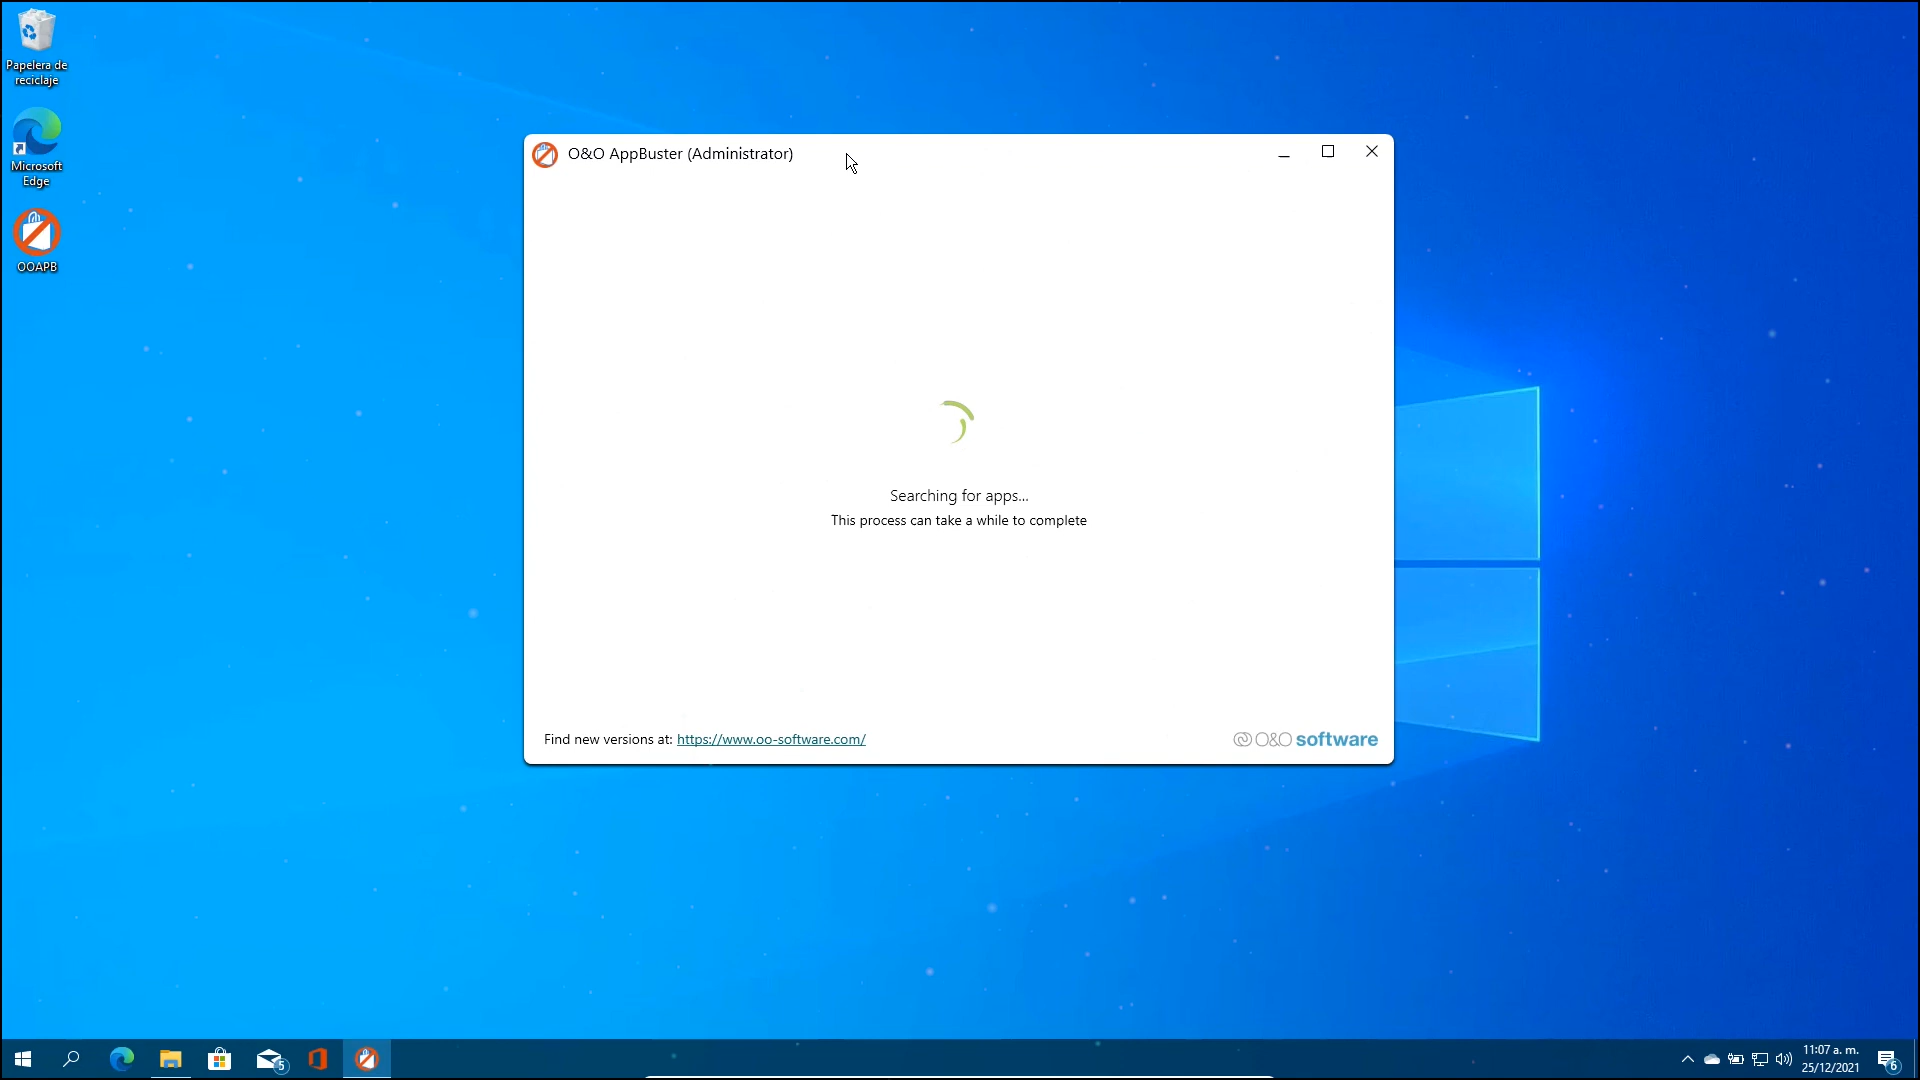 Papelera de
reciclaje
Microsoft
Edge
OOAPB
O&O AppBuster (Administrator)
Searching for apps...
This process can take a while to complete
Find new versions at: https://www.oo-software.com/
O&O software
5
11:07 a. m.
25/12/2021
6